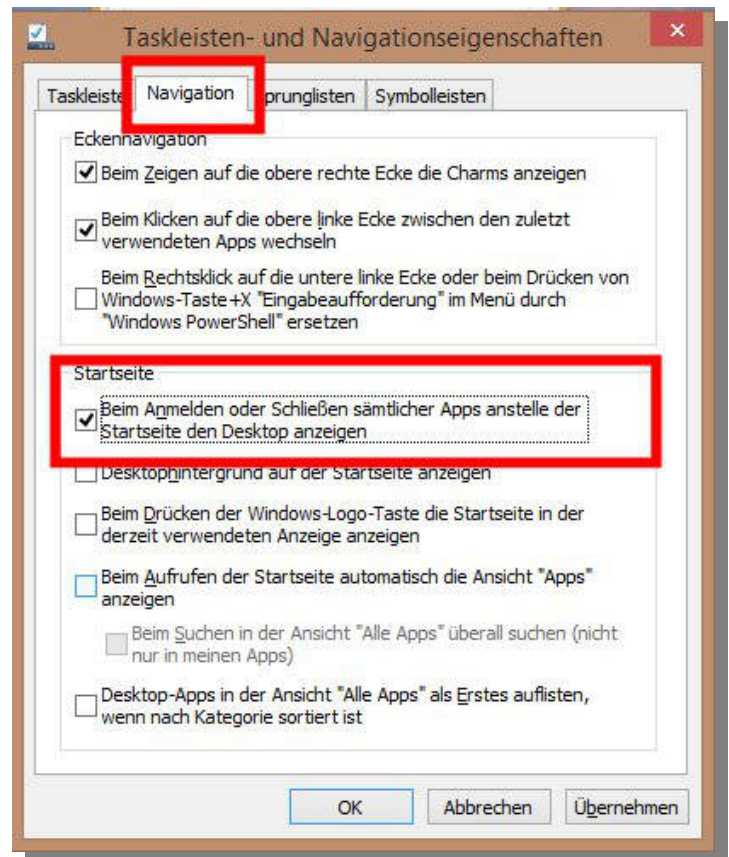 Taskleisten- und Navigationseigenschaften
Taskleiste Navigation prunglisten Symbolleisten
Eckennavigation
Beim Zeigen auf die obere rechte Ecke die Charms anzeigen
Beim Klicken auf die obere linke Ecke zwischen den zuletzt
verwendeten Apps wechseln
Beim Rechtsklick auf die untere linke Ecke oder beim Drücken von
Windows-Taste+X "Eingabeaufforderung" im Menü durch
"Windows PowerShell" ersetzen
Startseite
Beim Anmelden oder Schließen sämtlicher Apps anstelle der
Startseite den Desktop anzeigen
Desktophintergrund auf der Startseite anzeigen
Beim Drücken der Windows-Logo-Taste die Startseite in der
derzeit verwendeten Anzeige anzeigen
Beim Aufrufen der Startseite automatisch die Ansicht "Apps"
anzeigen
Beim Suchen in der Ansicht "Alle Apps" überall suchen (nicht
nur in meinen Apps)
Desktop-Apps in der Ansicht "Alle Apps" als Erstes auflisten,
wenn nach Kategorie sortiert ist
OK Abbrechen Übernehmen